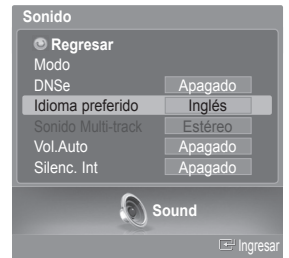 Sonido
Regresar
Modo
DNSe Apagado
Idioma preferido Inglés
Sonido Multi-track Estéreo
Vol.Auto Apagado
Silenc. Int Apagado
Sound
Ingresar